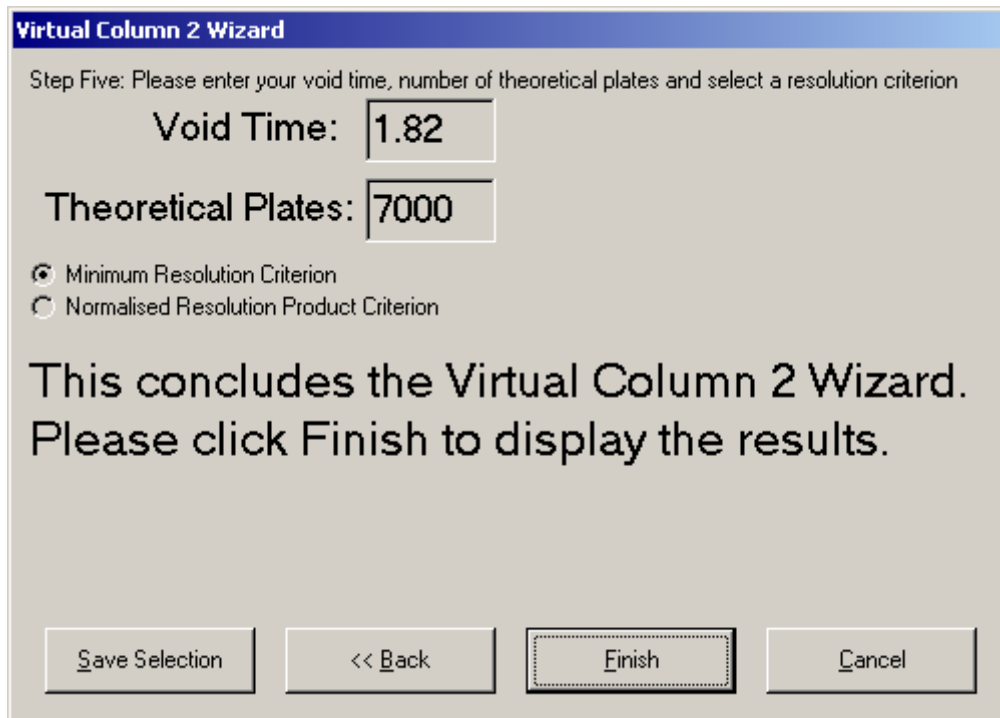 Virtual Column 2 Wizard
Step Five: Please enter your void time, number of theoretical plates and select a resolution criterion
Void Time: 1.82
Theoretical Plates: 7000
Minimum Resolution Criterion
Normalised Resolution Product Criterion
This concludes the Virtual Column 2 Wizard.
Please click Finish to display the results.
Save Selection << Back Finish Cancel